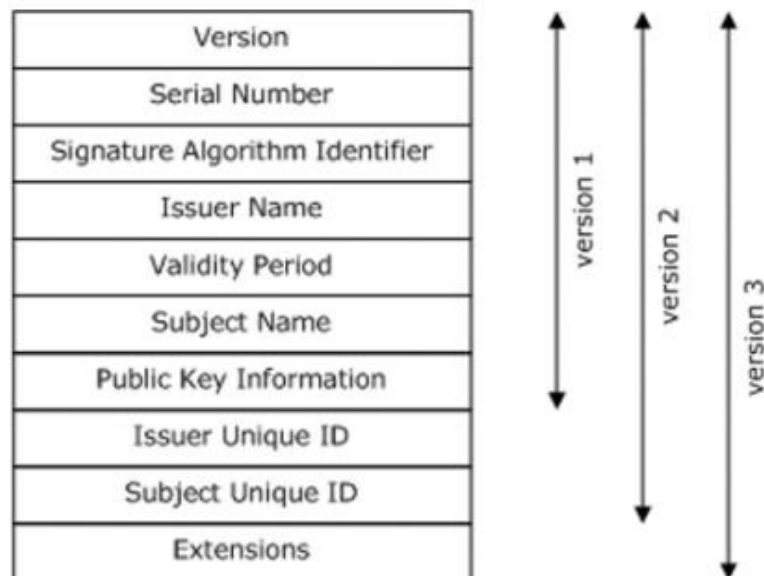 Version
Serial Number
Signature Algorithm Identifier
Issuer Name
Validity Period
Subject Name
Public Key Information
Issuer Unique ID
Subject Unique ID
Extensions
version 1
version 2
version 3